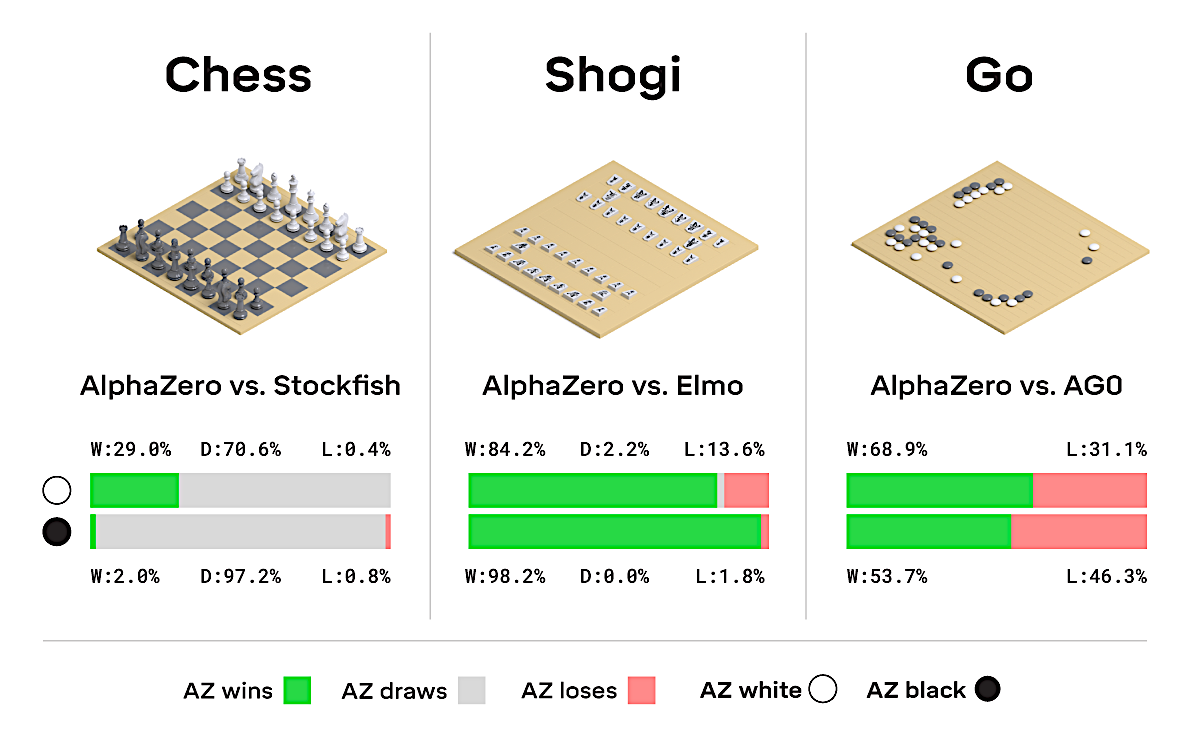 Chess
Shogi
Go
AlphaZero vs. Stockfish
AlphaZero vs. Elmo
AlphaZero vs. AG0
W:29.0% D:70.6% L:0.4%
W:84.2% D:2.2% L:13.6%
W:68.9% L:31.1%
W:2.0% D:97.2% L:0.8%
W:98.2% D:0.0% L:1.8%
W:53.7% L:46.3%
AZ wins AZ draws AZ loses AZ white AZ black